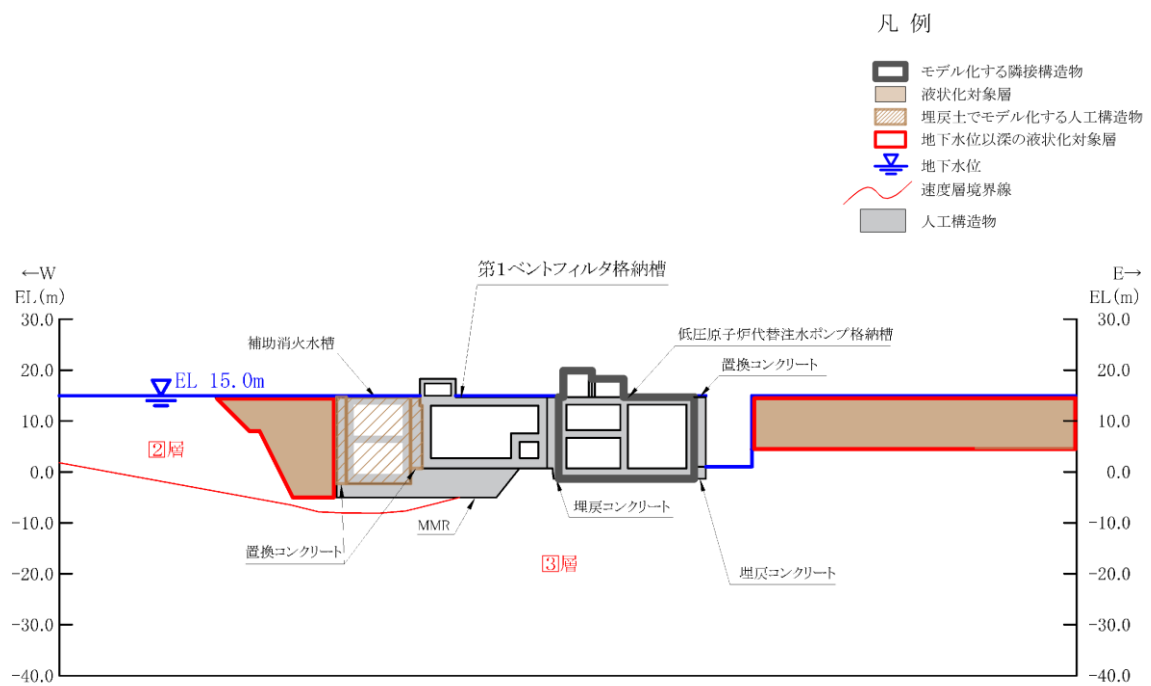 凡 例
モデル化する隣接構造物
液状化対象層
埋戻土でモデル化する人工構造物
地下水位以深の液状化対象層
地下水位
速度層境界線
人工構造物
←W
EL(m)
E→
EL(m)
第1ベントフィルタ格納槽
低圧原子炉代替注水ポンプ格納槽
補助消火水槽
置換コンクリート
EL 15.0m
30.0
20.0
10.0
0.0
-10.0
-20.0
-30.0
-40.0
30.0
20.0
10.0
0.0
-10.0
-20.0
-30.0
-40.0
②層
③層
MMR
埋戻コンクリート
置換コンクリート
埋戻コンクリート